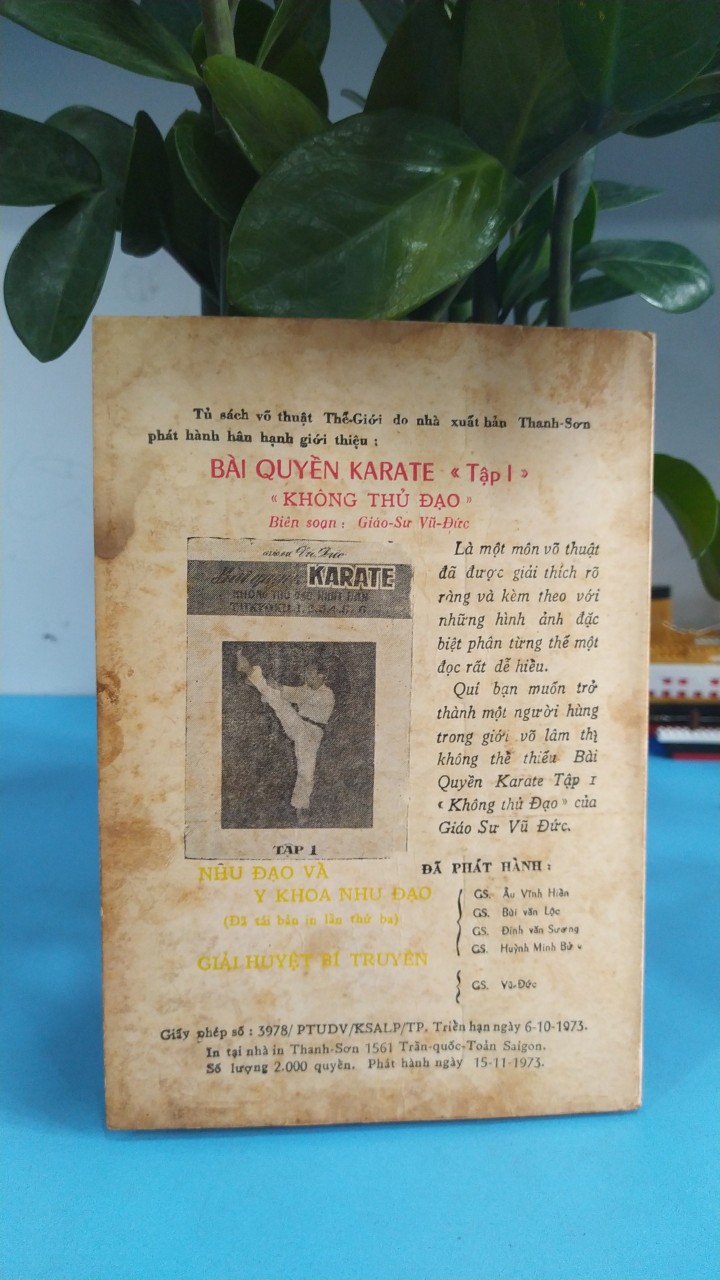 Tủ sách võ thuật Thế-Giới do nhà xuất bản Thanh-Sơn
phát hành hân hạnh giới thiệu :
BÀI QUYỀN KARATE « Tập I »
« KHÔNG THỦ ĐẠO »
Biên soạn : Giáo-Sư Vũ-Đức
Vũ Đức
Bài quyền KARATE
TẬP 1
Là một môn võ thuật
đã được giải thích rõ
ràng và kèm theo với
những hình ảnh đặc
biệt phân từng thế một
đọc rất dễ hiểu.
Quí bạn muốn trở
thành một người hùng
trong giới võ lâm thì
không thể thiếu Bài
Quyền Karate Tập I
« Không thủ Đạo » của
Giáo Sư Vũ Đức.
NHU ĐẠO VÀ
Y KHOA NHU ĐẠO
(Đã tái bản in lần thứ ba)
GIẢI HUYỆT BÍ TRUYỀN
ĐÃ PHÁT HÀNH :
GS. Âu Vĩnh Hiền
GS. Bùi văn Lộc
GS. Đinh văn Sương
GS. Huỳnh Minh
GS. Vũ-Đức
Giấy phép số : 3978/ PTUDV/KSALP/TP. Triển hạn ngày 6-10-1973.
In tại nhà in Thanh-Sơn 1561 Trần-quốc-Toản Saigon.
Số lượng 2.000 quyển. Phát hành ngày 15-11-1973.